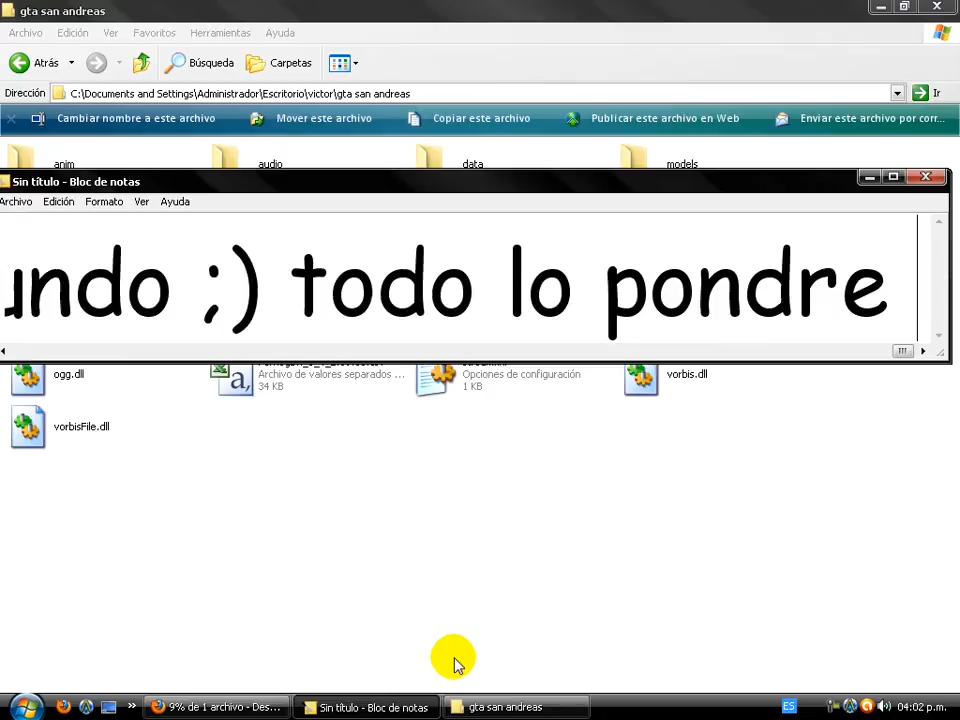 gta san andreas
Archivo Edición Ver Favoritos Herramientas Ayuda
Atrás Búsqueda Carpetas
Dirección C:\Documents and Settings\Administrador\Escritorio\victor\gta san andreas Ir
Cambiar nombre a este archivo Mover este archivo Copiar este archivo Publicar este archivo en Web Enviar este archivo por corr...
anim audio data models
Sin título - Bloc de notas
Archivo Edición Formato Ver Ayuda
undo ;) todo lo pondre
ogg.dll Archivo de valores separados ... Opciones de configuración vorbis.dll
34 KB 1 KB
vorbisFile.dll
9% de 1 archivo - Des... Sin título - Bloc de notas gta san andreas ES 04:02 p.m.